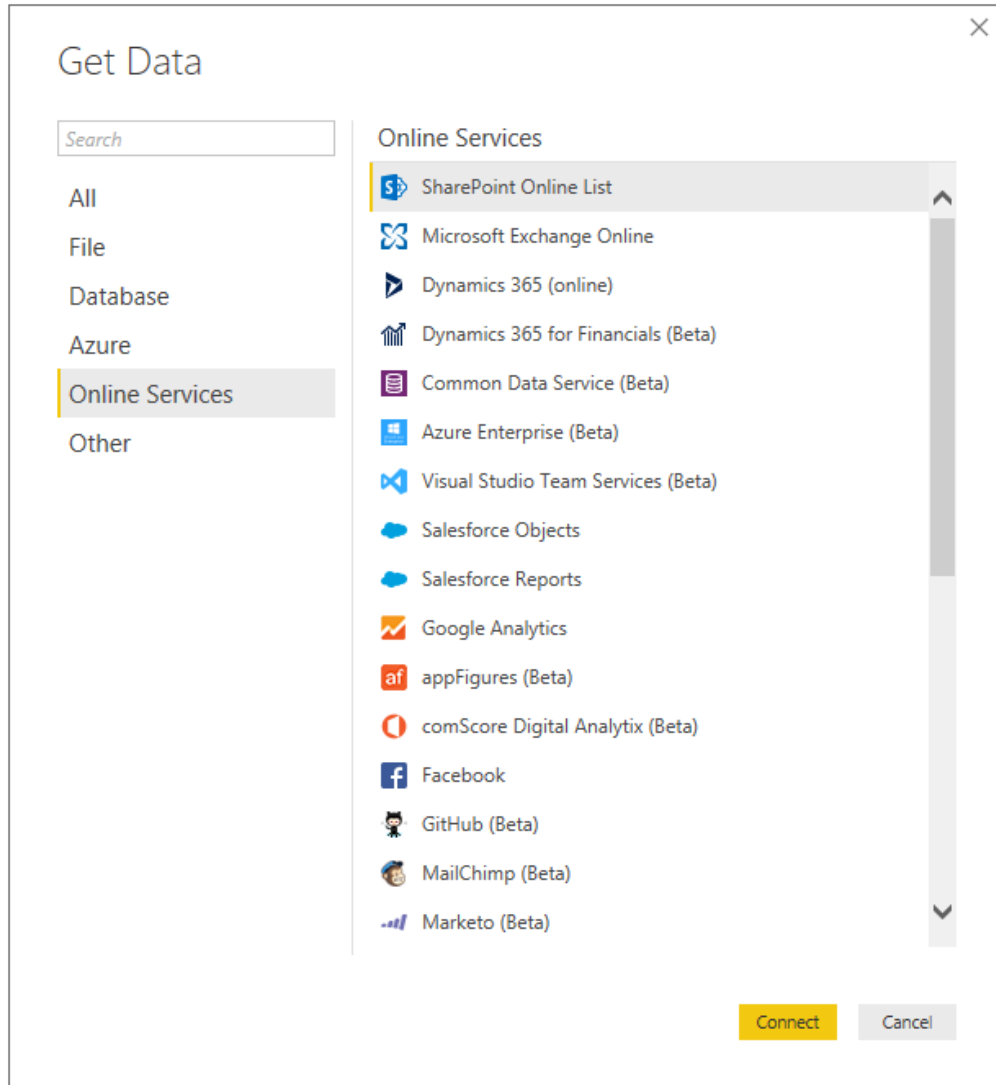 Get Data
Search
All
File
Database
Azure
Online Services
Other
Online Services
SharePoint Online List
Microsoft Exchange Online
Dynamics 365 (online)
Dynamics 365 for Financials (Beta)
Common Data Service (Beta)
Azure Enterprise (Beta)
Visual Studio Team Services (Beta)
Salesforce Objects
Salesforce Reports
Google Analytics
af appFigures (Beta)
comScore Digital Analytix (Beta)
Facebook
GitHub (Beta)
MailChimp (Beta)
Marketo (Beta)
Connect
Cancel